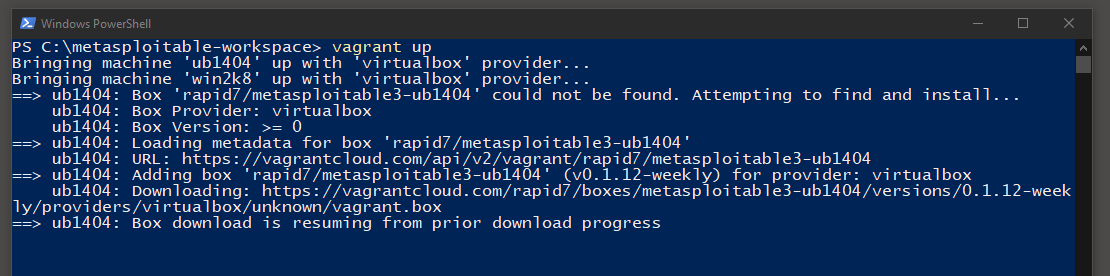 Windows PowerShell
PS C:\metasploitable-workspace> vagrant up
Bringing machine 'ub1404' up with 'virtualbox' provider...
Bringing machine 'win2k8' up with 'virtualbox' provider...
==> ub1404: Box 'rapid7/metasploitable3-ub1404' could not be found. Attempting to find and install...
    ub1404: Box Provider: virtualbox
    ub1404: Box Version: >= 0
==> ub1404: Loading metadata for box 'rapid7/metasploitable3-ub1404'
    ub1404: URL: https://vagrantcloud.com/api/v2/vagrant/rapid7/metasploitable3-ub1404
==> ub1404: Adding box 'rapid7/metasploitable3-ub1404' (v0.1.12-weekly) for provider: virtualbox
    ub1404: Downloading: https://vagrantcloud.com/rapid7/boxes/metasploitable3-ub1404/versions/0.1.12-week
ly/providers/virtualbox/unknown/vagrant.box
==> ub1404: Box download is resuming from prior download progress